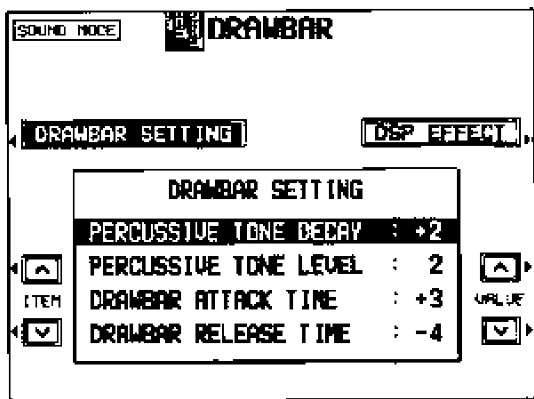 SOUND MODE DRAWBAR
DRAWBAR SETTING DSP EFFECT
DRAWBAR SETTING
PERCUSSIVE TONE DECAY : +2
PERCUSSIVE TONE LEVEL : 2
DRAWBAR ATTACK TIME : +3
DRAWBAR RELEASE TIME : -4
ITEM VALUE